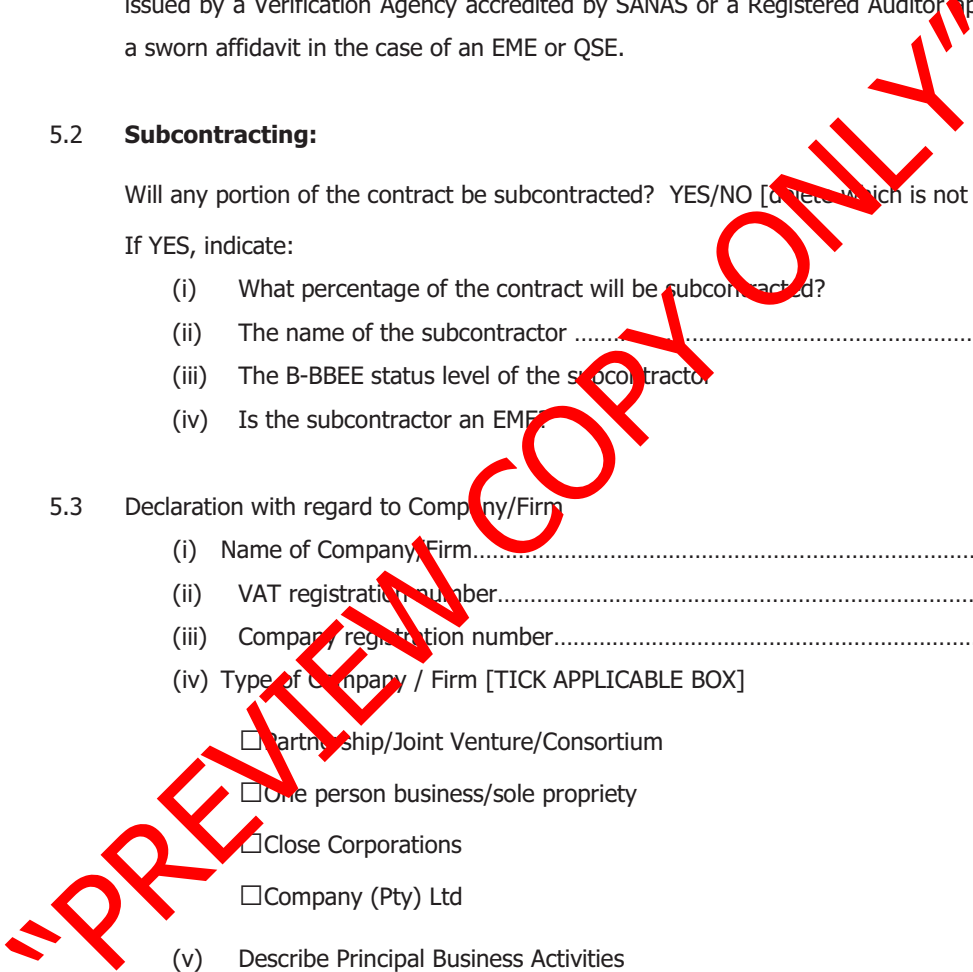 issued by a Verification Agency accredited by SANAS or a Registered Auditor
a sworn affidavit in the case of an EME or QSE.
5.2 Subcontracting:
Will any portion of the contract be subcontracted? YES/NO [delete which is not
If YES, indicate:
(i) What percentage of the contract will be subcontracted?
(ii) The name of the subcontractor ......................................................................
(iii) The B-BBEE status level of the subcontractor
(iv) Is the subcontractor an EME?
5.3 Declaration with regard to Company/Firm
(i) Name of Company/Firm......................................................................................
(ii) VAT registration number..................................................................................
(iii) Company registration number.........................................................................
(iv) Type of Company / Firm [TICK APPLICABLE BOX]
☐Partnership/Joint Venture/Consortium
☐One person business/sole propriety
☐Close Corporations
☐Company (Pty) Ltd
(v) Describe Principal Business Activities
"PREVIEW COPY ONLY"